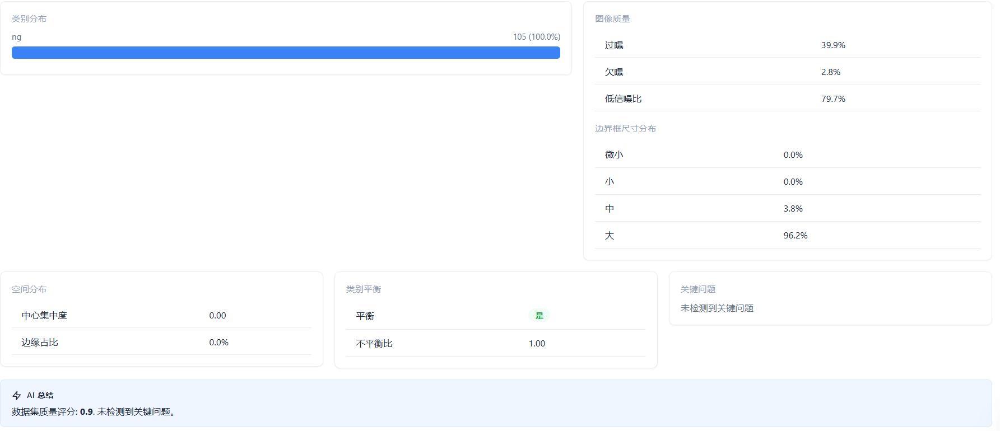 类别分布
ng 105 (100.0%)
图像质量
过曝 39.9%
欠曝 2.8%
低信噪比 79.7%
边界框尺寸分布
微小 0.0%
小 0.0%
中 3.8%
大 96.2%
空间分布
中心集中度 0.00
边缘占比 0.0%
类别平衡
平衡 是
不平衡比 1.00
关键问题
未检测到关键问题
AI 总结
数据集质量评分: 0.9. 未检测到关键问题。